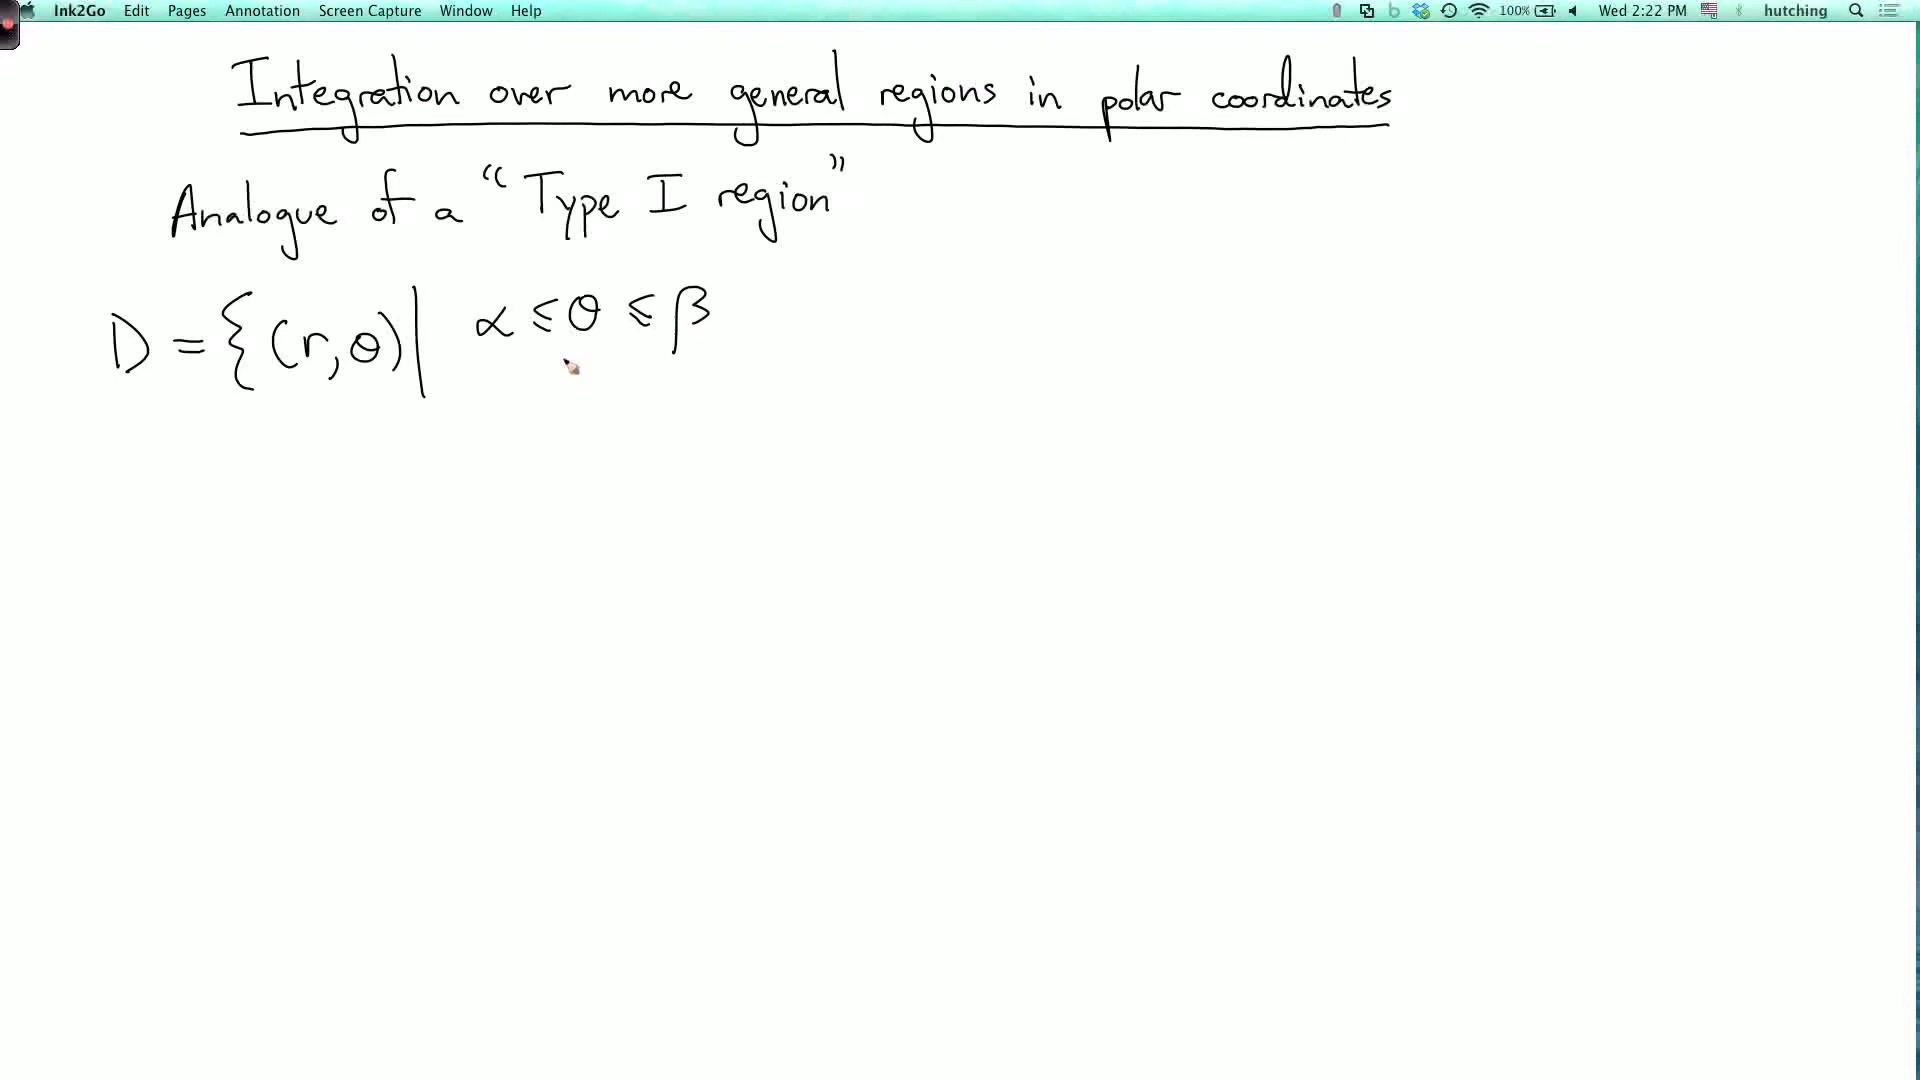 Ink2Go Edit Pages Annotation Screen Capture Window Help 100% Wed 2:22 PM hutching
Integration over more general regions in polar coordinates
Analogue of a “Type I region”
D = {(r,θ)| α ≤ θ ≤ β